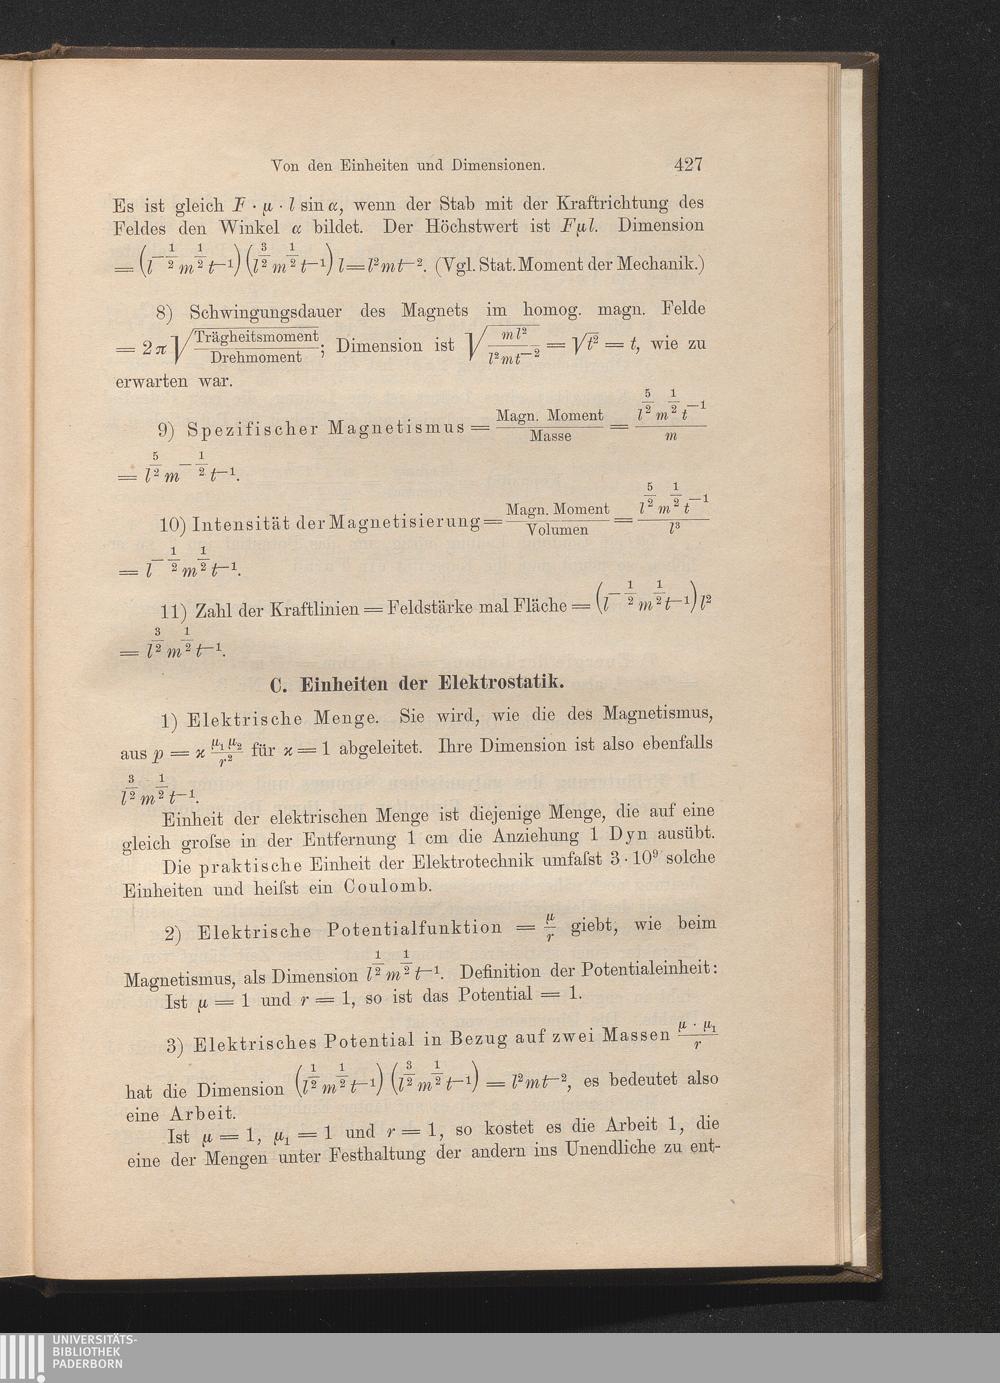 Von den Einheiten und Dimensionen. 427
Es ist gleich F · μ · l sin α, wenn der Stab mit der Kraftrichtung des
Feldes den Winkel α bildet. Der Höchstwert ist Fμl. Dimension
= (l^{-1/2} m^{1/2} t^{-1}) (l^{3/2} m^{1/2} t^{-1}) l = l² m t^{-2}. (Vgl. Stat. Moment der Mechanik.)
8) Schwingungsdauer des Magnets im homog. magn. Felde
= 2π √(Trägheitsmoment / Drehmoment); Dimension ist √(m l² / l² m t^{-2}) = √t² = t, wie zu
erwarten war.
9) Spezifischer Magnetismus = Magn. Moment / Masse = l^{5/2} m^{1/2} t^{-1} / m
= l^{5/2} m^{-1/2} t^{-1}.
10) Intensität der Magnetisierung = Magn. Moment / Volumen = l^{5/2} m^{1/2} t^{-1} / l³
= l^{-1/2} m^{1/2} t^{-1}.
11) Zahl der Kraftlinien = Feldstärke mal Fläche = (l^{-1/2} m^{1/2} t^{-1}) l²
= l^{3/2} m^{1/2} t^{-1}.
C. Einheiten der Elektrostatik.
1) Elektrische Menge. Sie wird, wie die des Magnetismus,
aus p = ϰ μ₁ μ₂ / r² für ϰ = 1 abgeleitet. Ihre Dimension ist also ebenfalls
l^{3/2} m^{1/2} t^{-1}.
Einheit der elektrischen Menge ist diejenige Menge, die auf eine
gleich grofse in der Entfernung 1 cm die Anziehung 1 Dyn ausübt.
Die praktische Einheit der Elektrotechnik umfafst 3 · 10⁹ solche
Einheiten und heifst ein Coulomb.
2) Elektrische Potentialfunktion = μ / r giebt, wie beim
Magnetismus, als Dimension l^{1/2} m^{1/2} t^{-1}. Definition der Potentialeinheit:
Ist μ = 1 und r = 1, so ist das Potential = 1.
3) Elektrisches Potential in Bezug auf zwei Massen μ · μ₁ / r
hat die Dimension (l^{1/2} m^{1/2} t^{-1}) (l^{3/2} m^{1/2} t^{-1}) = l² m t^{-2}, es bedeutet also
eine Arbeit.
Ist μ = 1, μ₁ = 1 und r = 1, so kostet es die Arbeit 1, die
eine der Mengen unter Festhaltung der andern ins Unendliche zu ent-
UNIVERSITÄTS-
BIBLIOTHEK
PADERBORN